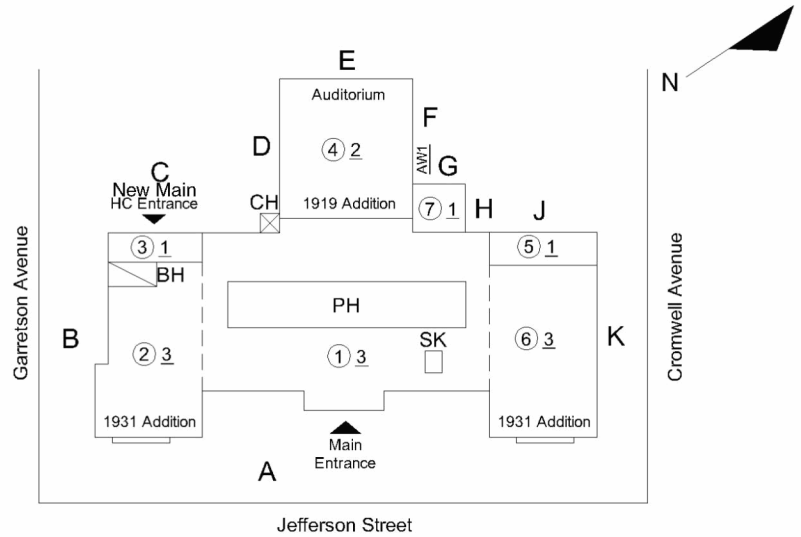 E
N
Auditorium
F
D
④ 2
AW1
G
C
New Main
HC Entrance
CH
1919 Addition
⑦ 1
H
J
③ 1
⑤ 1
BH
Garretson Avenue
Cromwell Avenue
PH
B
② 3
① 3
SK
⑥ 3
K
1931 Addition
1931 Addition
Main
Entrance
A
Jefferson Street